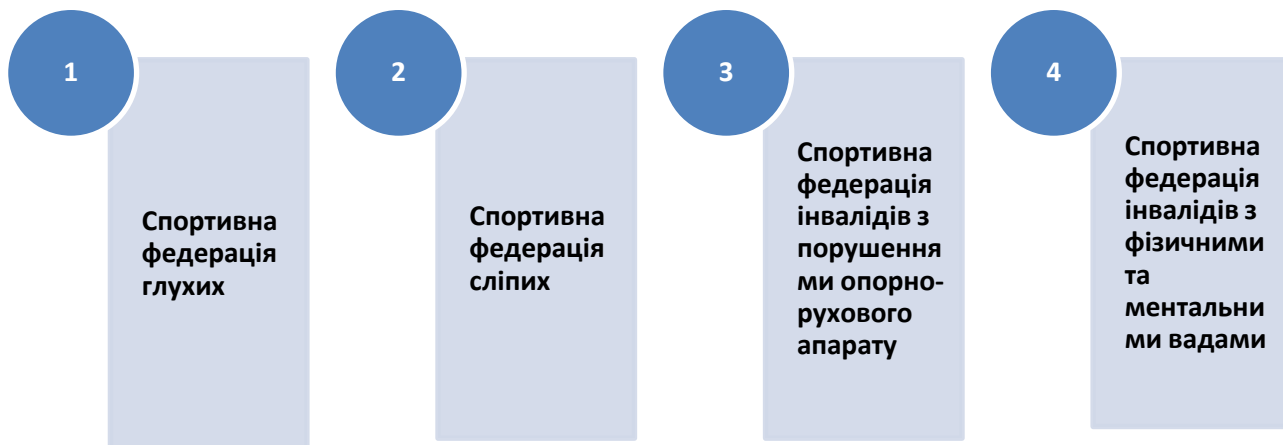 1
Спортивна
федерація
глухих
2
Спортивна
федерація
сліпих
3
Спортивна
федерація
інвалідів з
порушення
ми опорно-
рухового
апарату
4
Спортивна
федерація
інвалідів з
фізичними
та
ментальни
ми вадами